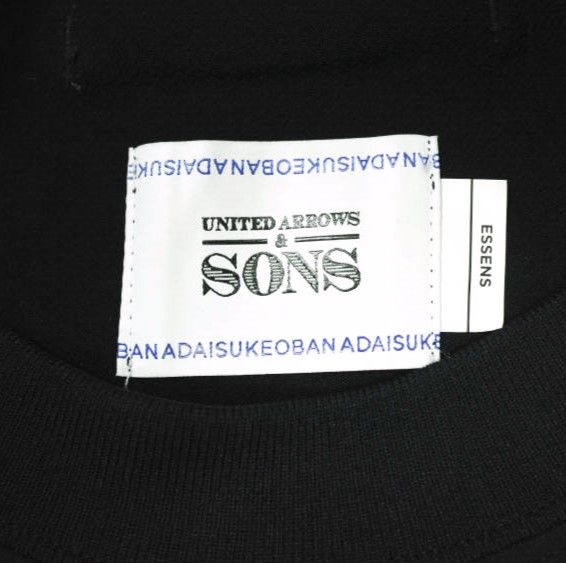 BAN ADAISUKEOBAN ADAISUKE
UNITED ARROWS
&
SONS
BAN ADAISUKEOBAN ADAISUKE
ESSENS